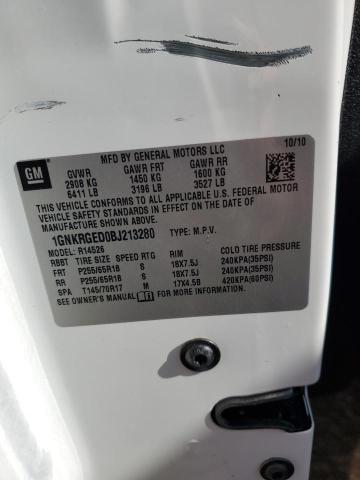 GM
MFD BY GENERAL MOTORS LLC 10/10
GVWR GAWR FRT GAWR RR
2908 KG 1450 KG 1600 KG
6411 LB 3196 LB 3527 LB
THIS VEHICLE CONFORMS TO ALL APPLICABLE
U.S. FEDERAL MOTOR
VEHICLE SAFETY STANDARDS IN EFFECT ON THE DATE OF
MANUFACTURE SHOWN ABOVE.
1GNKRGED0BJ213280 TYPE: M.P.V.
MODEL: R14526
RBBT TIRE SIZE SPEED RTG RIM COLD TIRE PRESSURE
FRT P255/65R18 S 18X7.5J 240KPA(35PSI)
RR P255/65R18 S 18X7.5J 240KPA(35PSI)
SPA T145/70R17 M 17X4.5B 420KPA(60PSI)
SEE OWNER'S MANUAL FOR MORE INFORMATION.